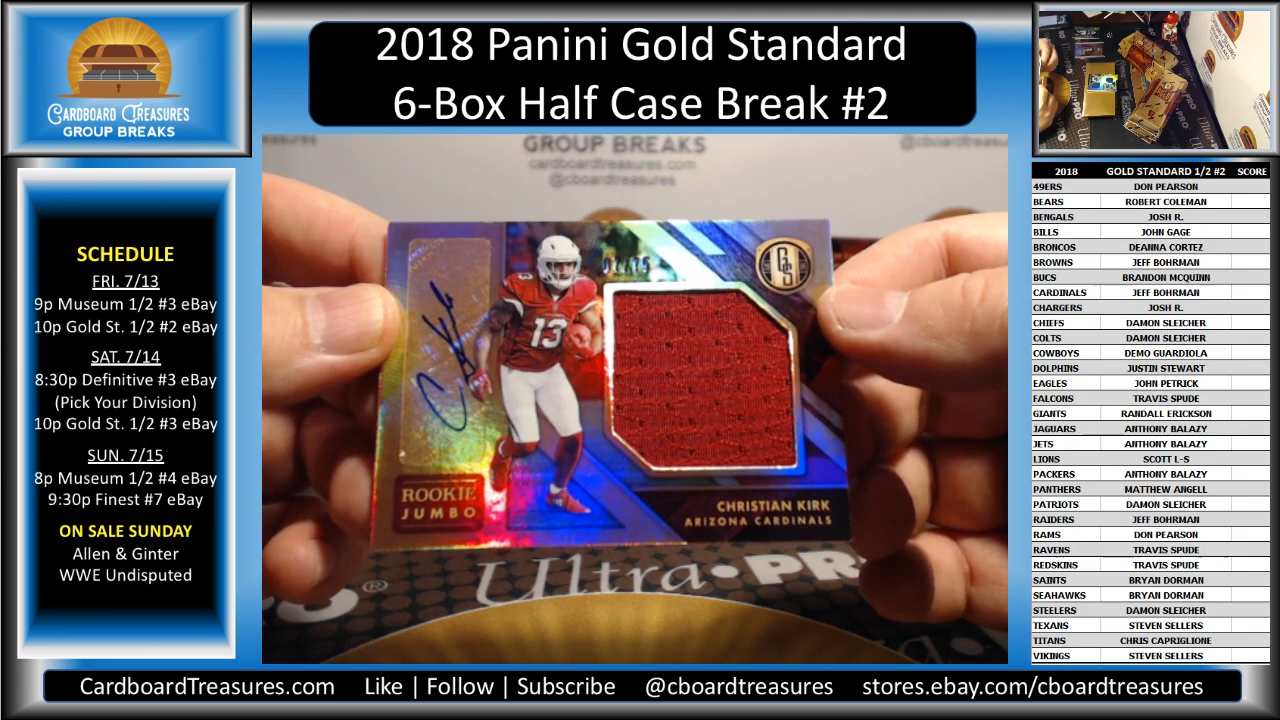 CARDBOARD TREASURES
GROUP BREAKS
2018 Panini Gold Standard
6-Box Half Case Break #2
SCHEDULE
FRI. 7/13
9p Museum 1/2 #3 eBay
10p Gold St. 1/2 #2 eBay
SAT. 7/14
8:30p Definitive #3 eBay
(Pick Your Division)
10p Gold St. 1/2 #3 eBay
SUN. 7/15
8p Museum 1/2 #4 eBay
9:30p Finest #7 eBay
ON SALE SUNDAY
Allen & Ginter
WWE Undisputed
GROUP BREAKS
cardboardtreasures.com
@cboardtreasures
GS
13
ROOKIE
JUMBO
CHRISTIAN KIRK
ARIZONA CARDINALS
Ultra•PRO
2018 GOLD STANDARD 1/2 #2 SCORE
49ERS DON PEARSON
BEARS ROBERT COLEMAN
BENGALS JOSH R.
BILLS JOHN GAGE
BRONCOS DEANNA CORTEZ
BROWNS JEFF BOHRMAN
BUCS BRANDON MCQUINN
CARDINALS JEFF BOHRMAN
CHARGERS JOSH R.
CHIEFS DAMON SLEICHER
COLTS DAMON SLEICHER
COWBOYS DEMO GUARDIOLA
DOLPHINS JUSTIN STEWART
EAGLES JOHN PETRICK
FALCONS TRAVIS SPUDE
GIANTS RANDALL ERICKSON
JAGUARS ANTHONY BALAZY
JETS ANTHONY BALAZY
LIONS SCOTT L-S
PACKERS ANTHONY BALAZY
PANTHERS MATTHEW ANGELL
PATRIOTS DAMON SLEICHER
RAIDERS JEFF BOHRMAN
RAMS DON PEARSON
RAVENS TRAVIS SPUDE
REDSKINS TRAVIS SPUDE
SAINTS BRYAN DORMAN
SEAHAWKS BRYAN DORMAN
STEELERS DAMON SLEICHER
TEXANS STEVEN SELLERS
TITANS CHRIS CAPRIGLIONE
VIKINGS STEVEN SELLERS
CardboardTreasures.com Like | Follow | Subscribe @cboardtreasures stores.ebay.com/cboardtreasures